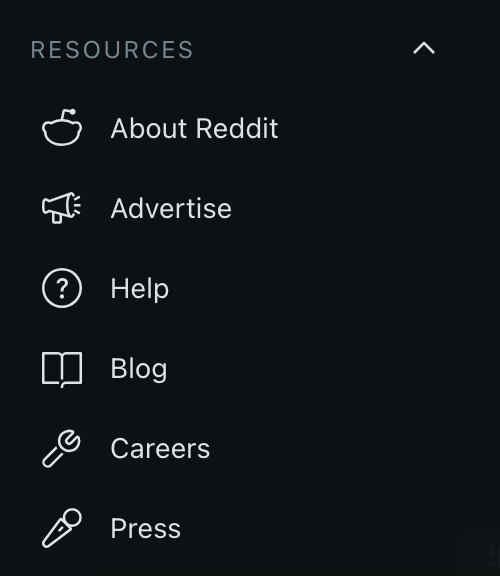 RESOURCES
About Reddit
Advertise
Help
Blog
Careers
Press